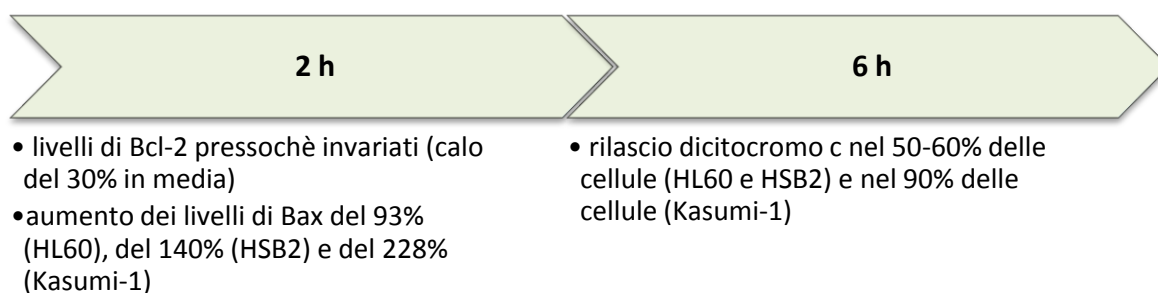 2 h
• livelli di Bcl-2 pressochè invariati (calo
del 30% in media)
•aumento dei livelli di Bax del 93%
(HL60), del 140% (HSB2) e del 228%
(Kasumi-1)
6 h
• rilascio dicitocromo c nel 50-60% delle
cellule (HL60 e HSB2) e nel 90% delle
cellule (Kasumi-1)